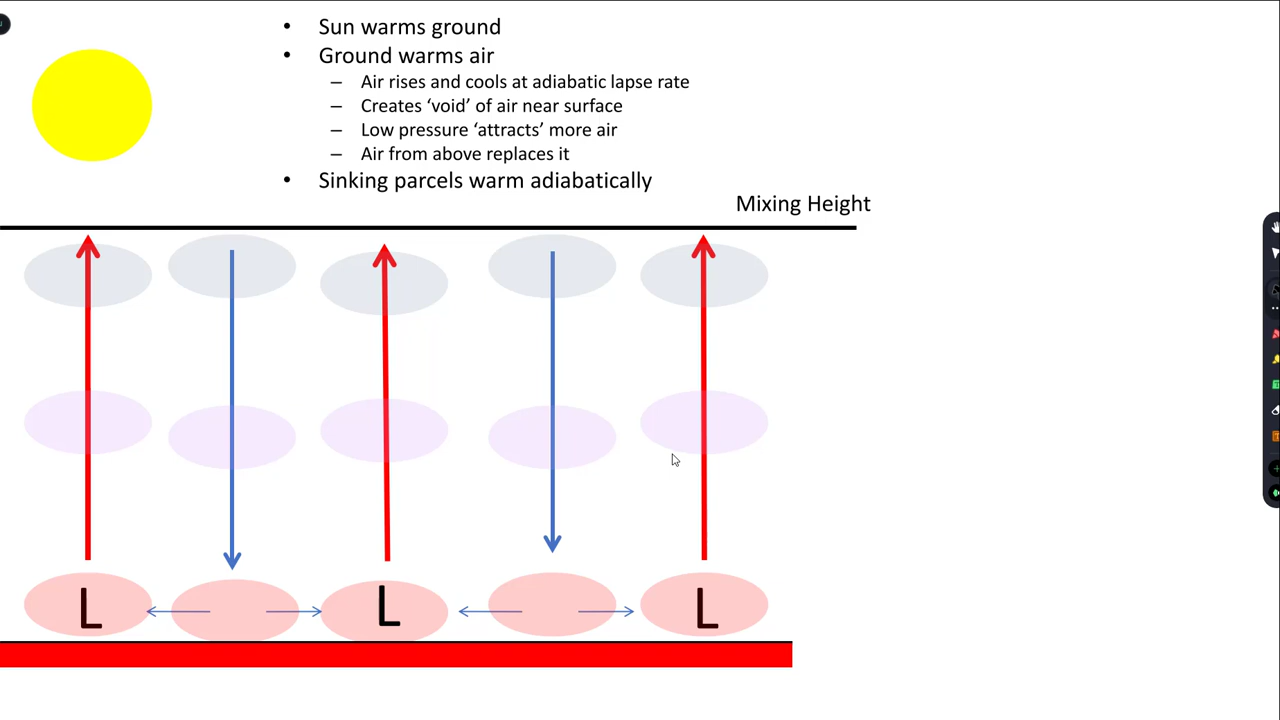 • Sun warms ground
• Ground warms air
– Air rises and cools at adiabatic lapse rate
– Creates ‘void’ of air near surface
– Low pressure ‘attracts’ more air
– Air from above replaces it
• Sinking parcels warm adiabatically
Mixing Height
L L L